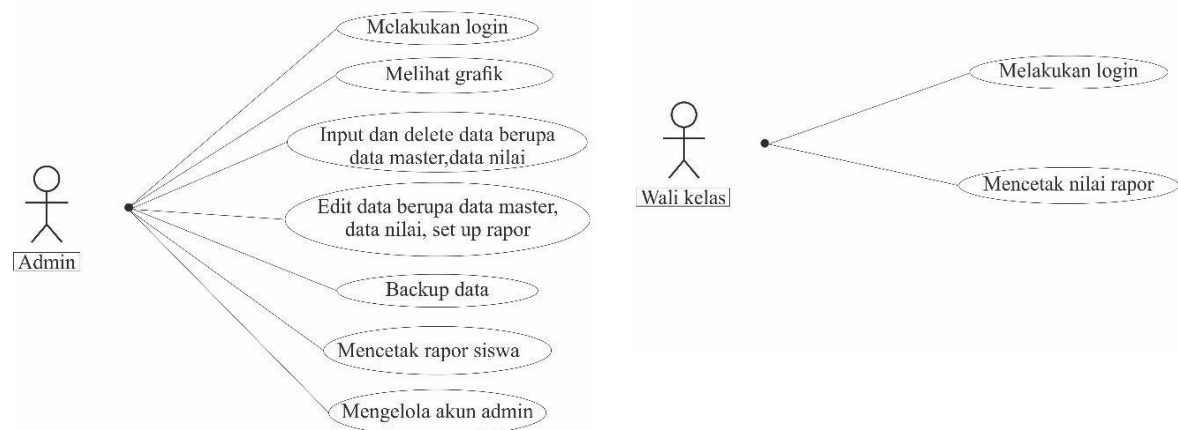 Melakukan login
Melihat grafik
Input dan delete data berupa
data master,data nilai
Edit data berupa data master,
data nilai, set up rapor
Admin
Backup data
Mencetak rapor siswa
Mengelola akun admin
Melakukan login
Wali kelas
Mencetak nilai rapor